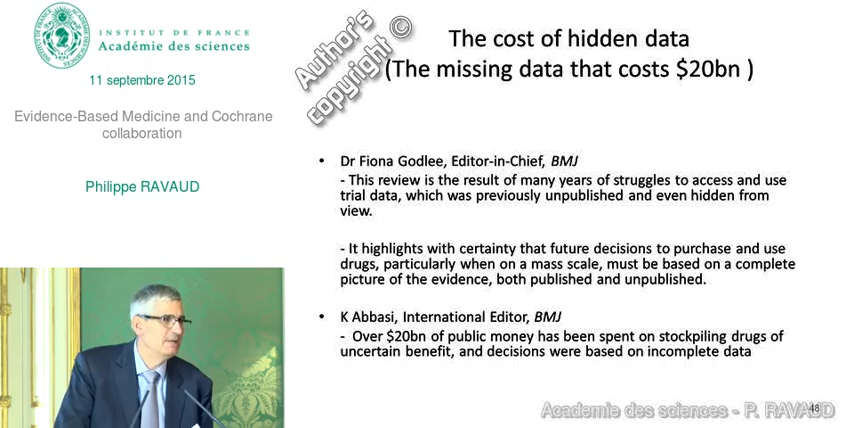 INSTITUT DE FRANCE
Académie des sciences
11 septembre 2015
Evidence-Based Medicine and Cochrane
collaboration
Philippe RAVAUD
Author's
copyright ©
The cost of hidden data
(The missing data that costs $20bn )
• Dr Fiona Godlee, Editor-in-Chief, BMJ
- This review is the result of many years of struggles to access and use
trial data, which was previously unpublished and even hidden from
view.
- It highlights with certainty that future decisions to purchase and use
drugs, particularly when on a mass scale, must be based on a complete
picture of the evidence, both published and unpublished.
• K Abbasi, International Editor, BMJ
- Over $20bn of public money has been spent on stockpiling drugs of
uncertain benefit, and decisions were based on incomplete data
Academie des sciences - P. RAVAUD
48